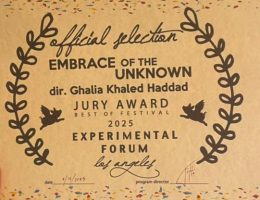 official selection
EMBRACE OF THE
UNKNOWN
dir. Ghalia Khaled Haddad
JURY AWARD
BEST OF FESTIVAL
2025
EXPERIMENTAL
FORUM
los angeles
date
program director